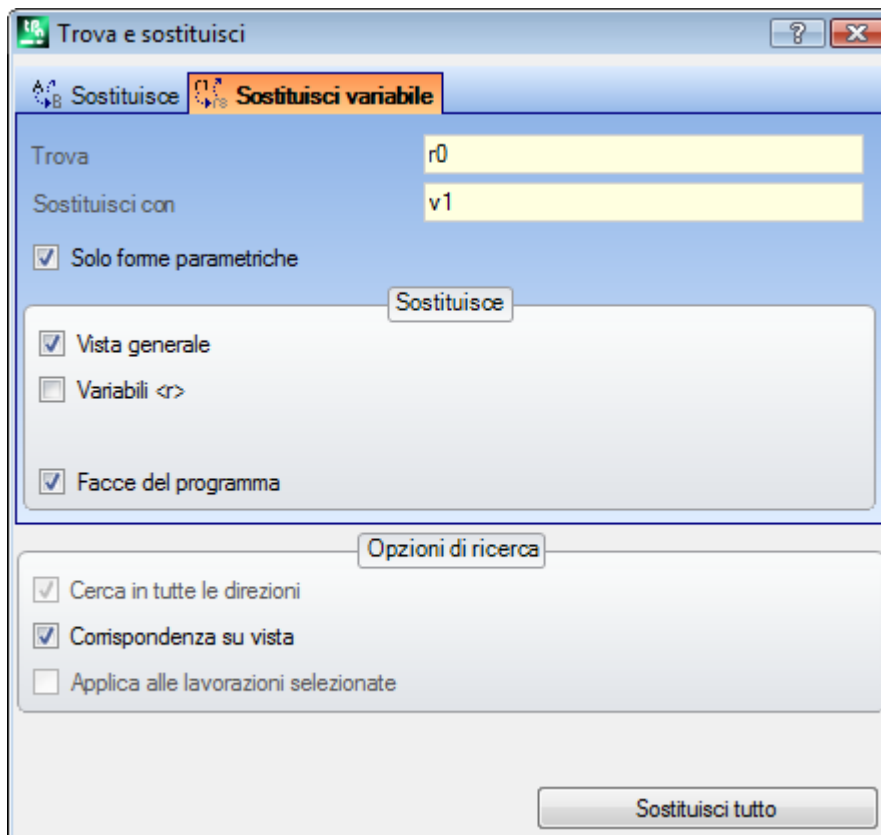 Trova e sostituisci
Sostituisce Sostituisci variabile
Trova r0
Sostituisci con v1
Solo forme parametriche
Sostituisce
Vista generale
Variabili <r>
Facce del programma
Opzioni di ricerca
Cerca in tutte le direzioni
Corrispondenza su vista
Applica alle lavorazioni selezionate
Sostituisci tutto